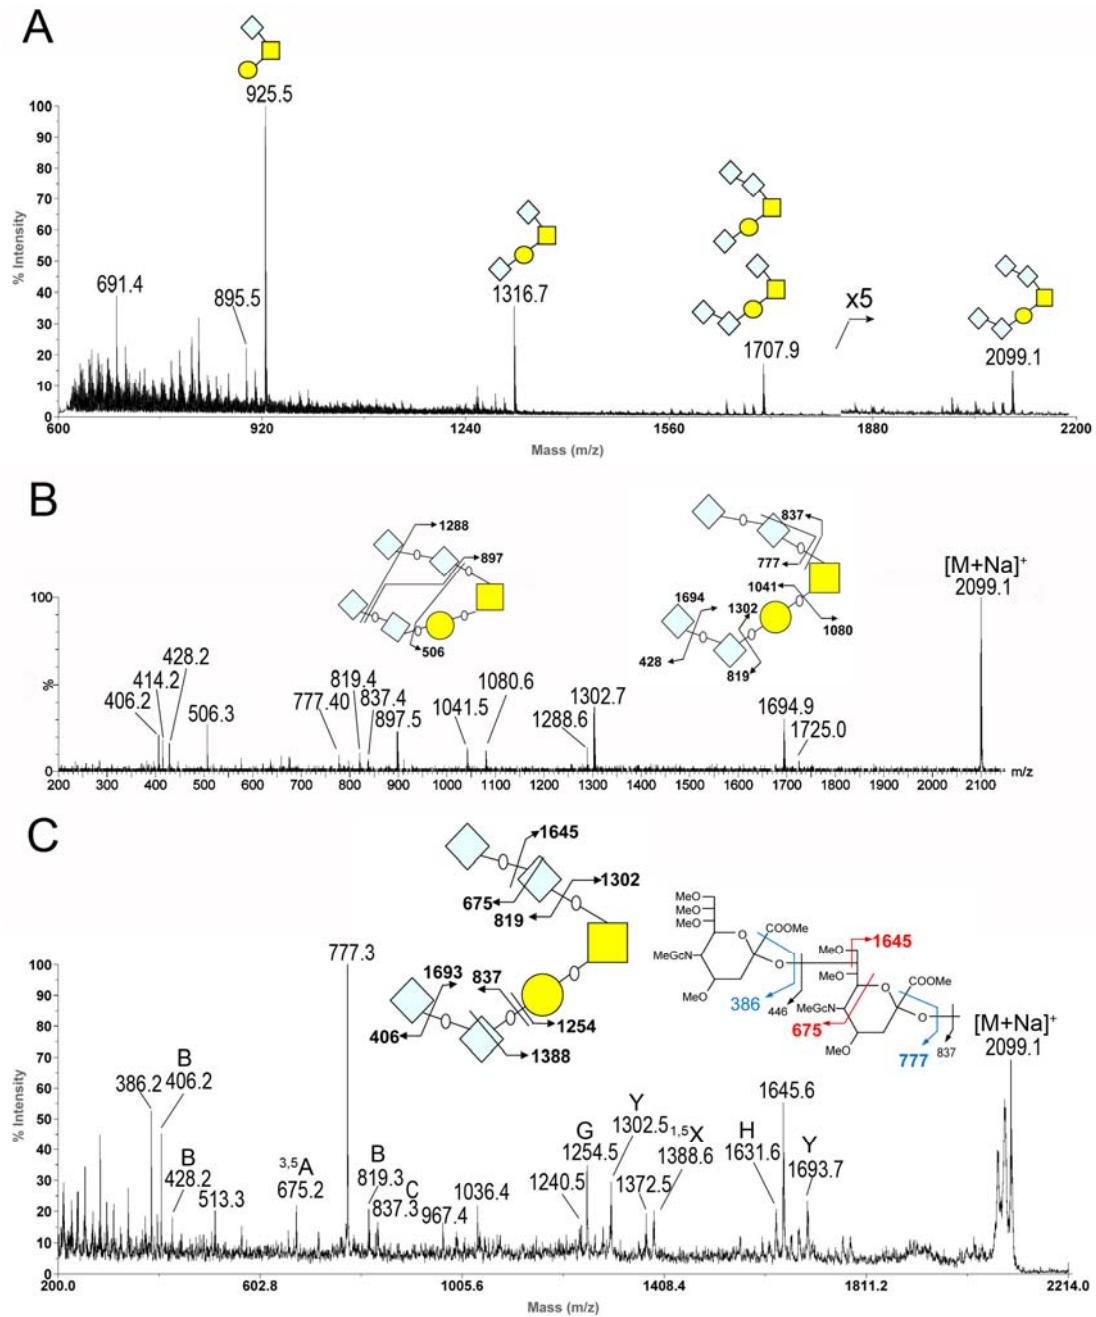 A
925.5
100
90
80
70
60
50
40
30
20
10
0
% Intensity
691.4
895.5
1316.7
1707.9
x5
2099.1
600
920
1240
1560
1880
2200
Mass (m/z)
B
1288
897
506
837
777
1041
1694
1302
1080
428
819
[M+Na]+
2099.1
100
%
0
428.2
414.2
406.2
506.3
777.40
819.4
837.4
897.5
1041.5
1080.6
1288.6
1302.7
1694.9
1725.0
200 300 400 500 600 700 800 900 1000 1100 1200 1300 1400 1500 1600 1700 1800 1900 2000 2100 m/z
C
1645
1302
675
819
1693
837
406
1254
1388
MeO
MeO
MeO
COOMe
O
MeGcN
O
MeO
386
446
MeO
MeO
1645
COOMe
O
MeGcN
O
675
MeO
777
837
[M+Na]+
2099.1
100
90
80
70
60
50
40
30
20
10
0
% Intensity
386.2
B
406.2
B
428.2
513.3
3,5A
675.2
777.3
B
819.3
C
837.3
967.4
1036.4
1240.5
G
1254.5
Y
1302.5
1372.5
1,5X
1388.6
H
1631.6
1645.6
Y
1693.7
200.0
602.8
1005.6
1408.4
1811.2
2214.0
Mass (m/z)